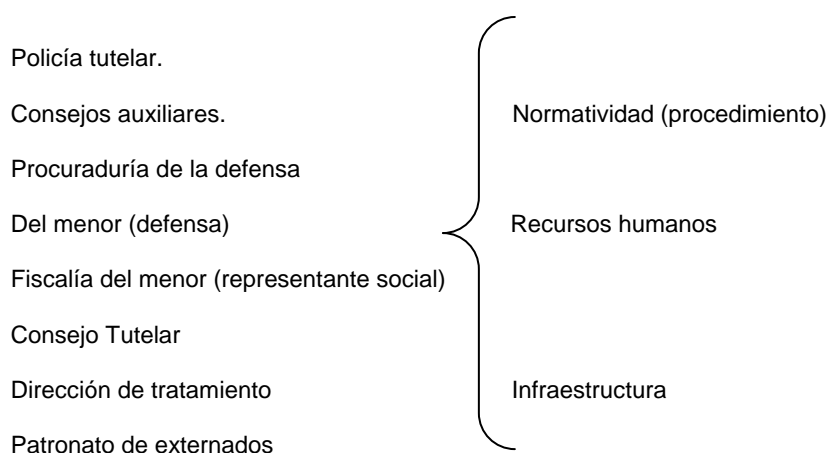 Policía tutelar.
Consejos auxiliares.
Procuraduría de la defensa
Del menor (defensa)
Fiscalía del menor (representante social)
Consejo Tutelar
Dirección de tratamiento
Patronato de externados
Normatividad (procedimiento)
Recursos humanos
Infraestructura